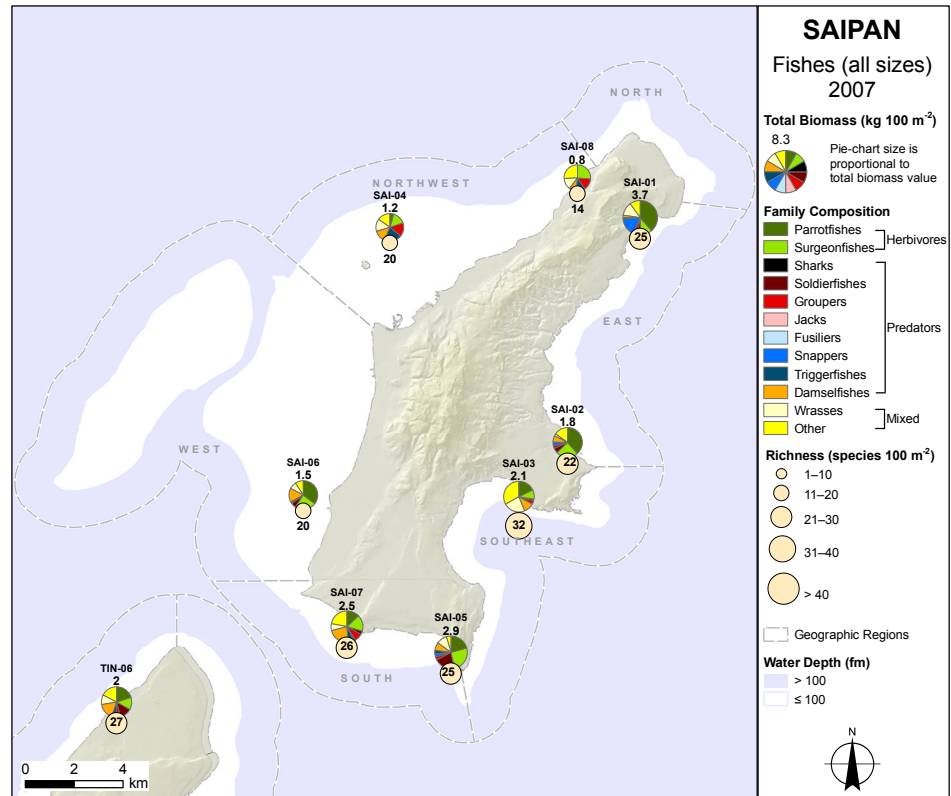 NORTH
SAI-08
0.8
14
SAI-01
3.7
25
NORTHWEST
SAI-04
1.2
20
EAST
SAI-02
1.8
22
WEST
SAI-06
1.5
20
SAI-03
2.1
32
SOUTHEAST
SAI-07
2.5
26
SAI-05
2.9
25
SOUTH
TIN-06
2
27
0 2 4
km
SAIPAN
Fishes (all sizes)
2007
Total Biomass (kg 100 m⁻²)
8.3
Pie-chart size is
proportional to
total biomass value
Family Composition
Parrotfishes
Surgeonfishes
Herbivores
Sharks
Soldierfishes
Groupers
Jacks
Fusiliers
Snappers
Triggerfishes
Damselfishes
Predators
Wrasses
Other
Mixed
Richness (species 100 m⁻²)
1–10
11–20
21–30
31–40
> 40
Geographic Regions
Water Depth (fm)
> 100
≤ 100
N